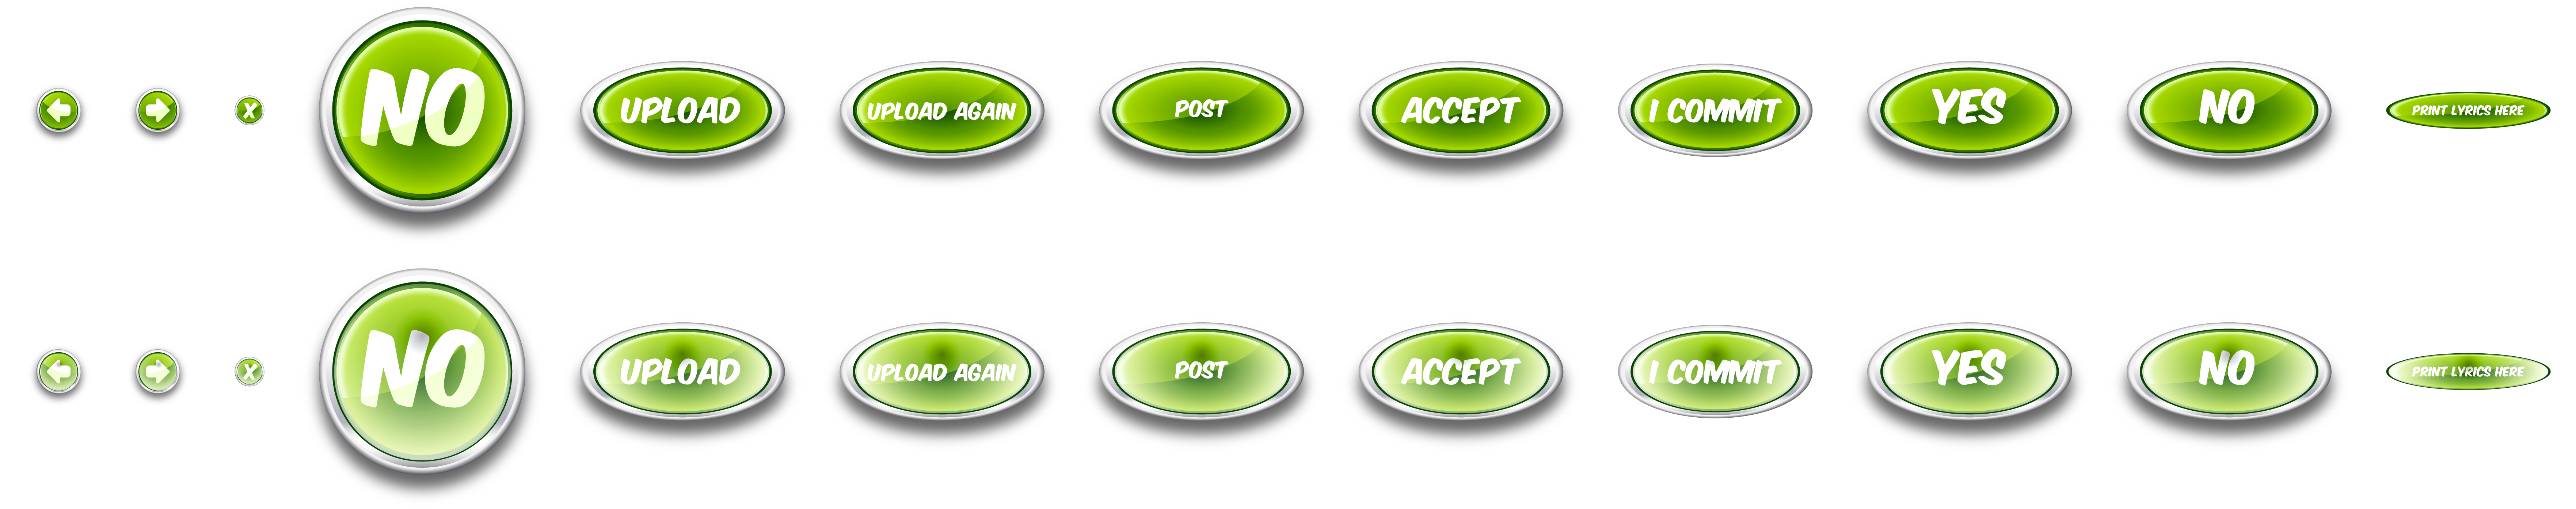 X
NO
UPLOAD
UPLOAD AGAIN
POST
ACCEPT
I COMMIT
YES
NO
PRINT LYRICS HERE
X
NO
UPLOAD
UPLOAD AGAIN
POST
ACCEPT
I COMMIT
YES
NO
PRINT LYRICS HERE